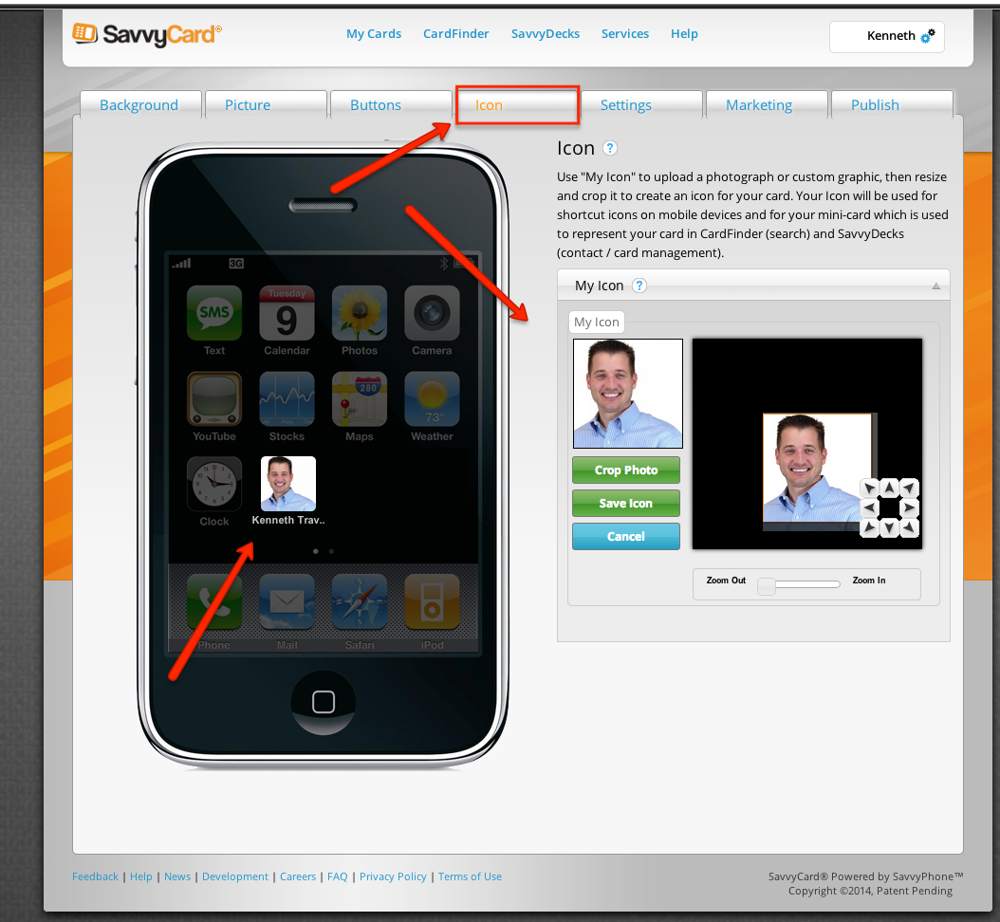 SavvyCard®
My Cards CardFinder SavvyDecks Services Help
Kenneth
Background Picture Buttons Icon Settings Marketing Publish
Icon ?
Use "My Icon" to upload a photograph or custom graphic, then resize
and crop it to create an icon for your card. Your Icon will be used for
shortcut icons on mobile devices and for your mini-card which is used
to represent your card in CardFinder (search) and SavvyDecks
(contact / card management).
My Icon ?
My Icon
Crop Photo
Save Icon
Cancel
Zoom Out Zoom In
3G
SMS
Tuesday
9
280
73°
Text Calendar Photos Camera
YouTube Stocks Maps Weather
Clock Kenneth Trav..
Phone Mail Safari iPod
Feedback | Help | News | Development | Careers | FAQ | Privacy Policy | Terms of Use
SavvyCard® Powered by SavvyPhone™
Copyright ©2014, Patent Pending